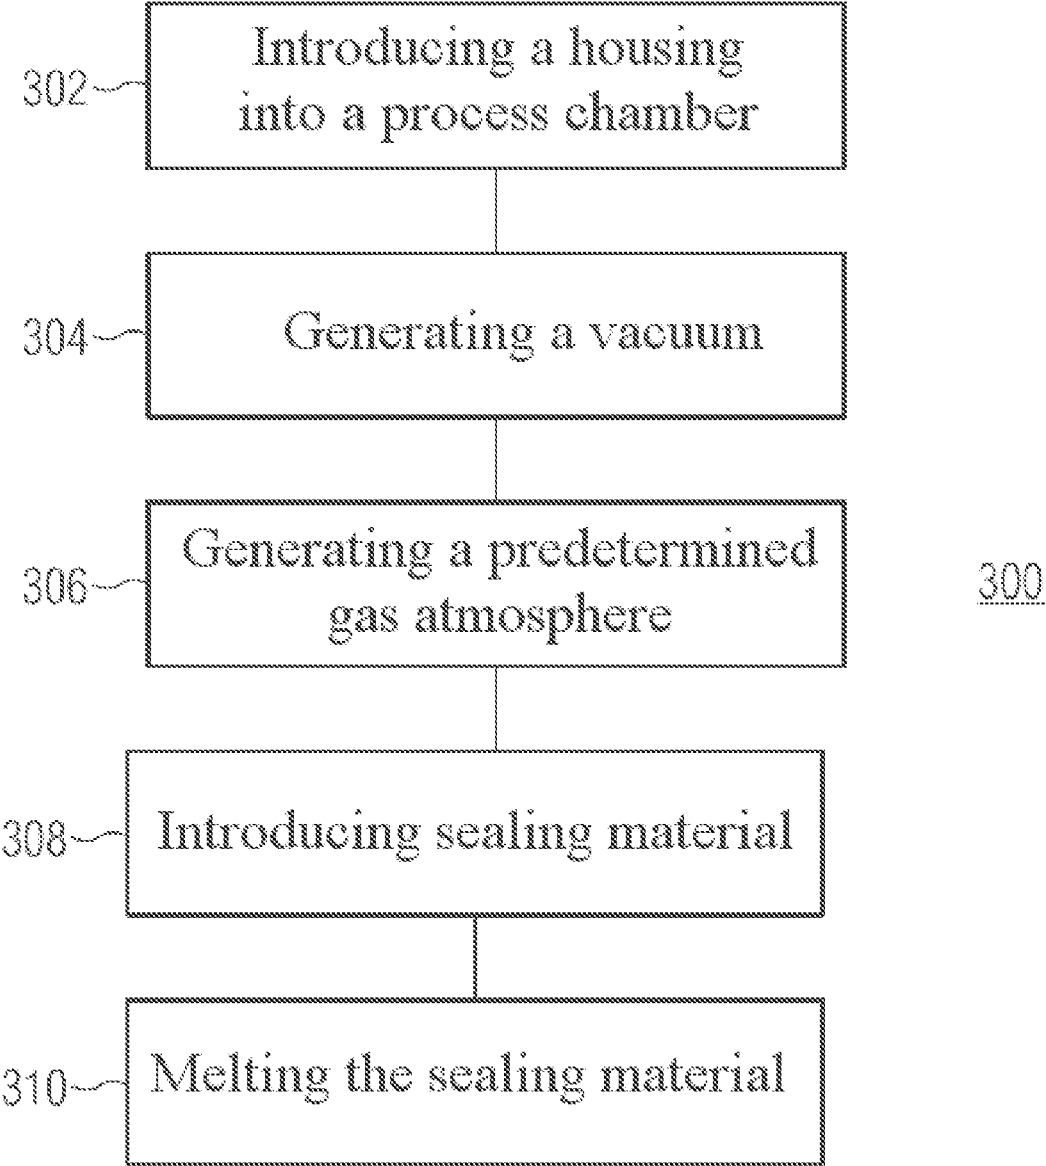 302
Introducing a housing
into a process chamber
304
Generating a vacuum
306
Generating a predetermined
gas atmosphere
300
308
Introducing sealing material
310
Melting the sealing material